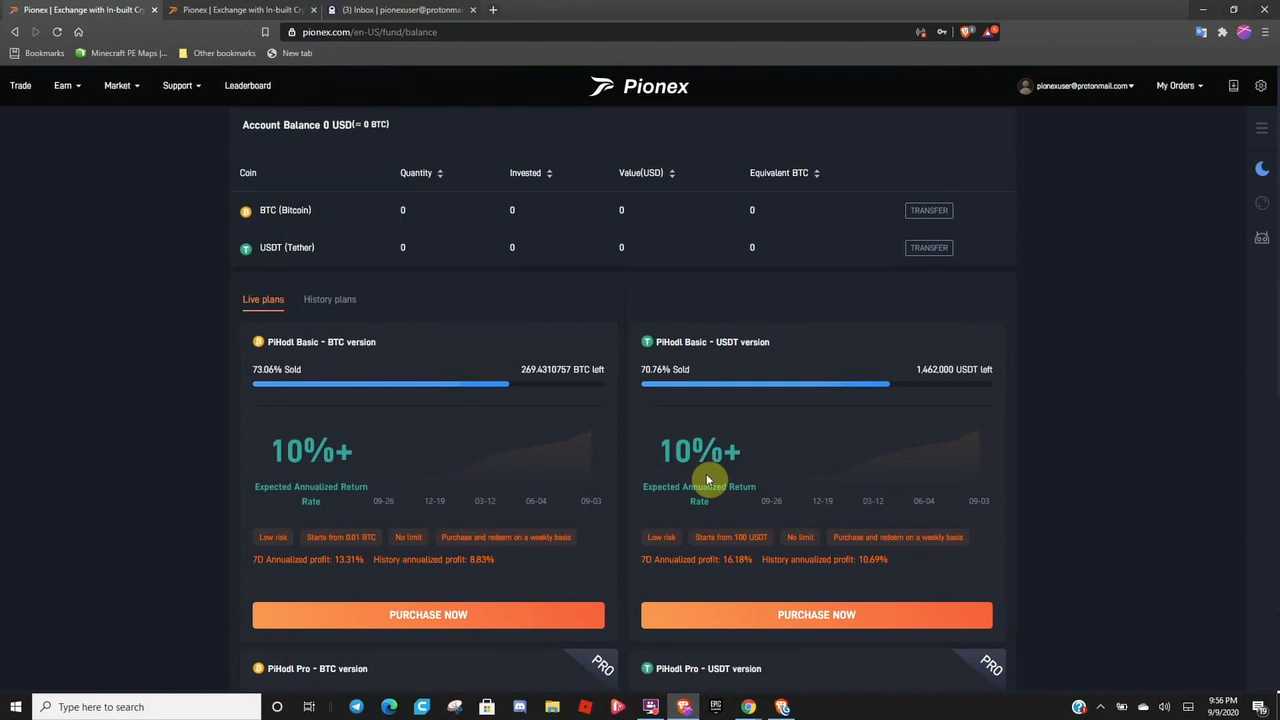 Pionex | Exchange with In-built Cr
Pionex | Exchange with In-built Cr
(3) Inbox | pionexuser@protonmai
pionex.com/en-US/fund/balance
Bookmarks
Minecraft PE Maps |...
Other bookmarks
New tab
Trade
Earn
Market
Support
Leaderboard
Pionex
pionexuser@protonmail.com
My Orders
Account Balance 0 USD(≈ 0 BTC)
Coin Quantity Invested Value(USD) Equivalent BTC
BTC (Bitcoin) 0 0 0 0 TRANSFER
USDT (Tether) 0 0 0 0 TRANSFER
Live plans History plans
PiHodl Basic - BTC version
73.06% Sold 269.4310757 BTC left
10%+
Expected Annualized Return
Rate
09-26 12-19 03-12 06-04 09-03
Low risk Starts from 0.01 BTC No limit Purchase and redeem on a weekly basis
7D Annualized profit: 13.31% History annualized profit: 8.83%
PURCHASE NOW
PiHodl Basic - USDT version
70.76% Sold 1,462,000 USDT left
10%+
Expected Annualized Return
Rate
09-26 12-19 03-12 06-04 09-03
Low risk Starts from 100 USDT No limit Purchase and redeem on a weekly basis
7D Annualized profit: 16.18% History annualized profit: 10.69%
PURCHASE NOW
PiHodl Pro - BTC version
PRO
PiHodl Pro - USDT version
PRO
Type here to search
EPIC
9:56 PM
9/9/2020